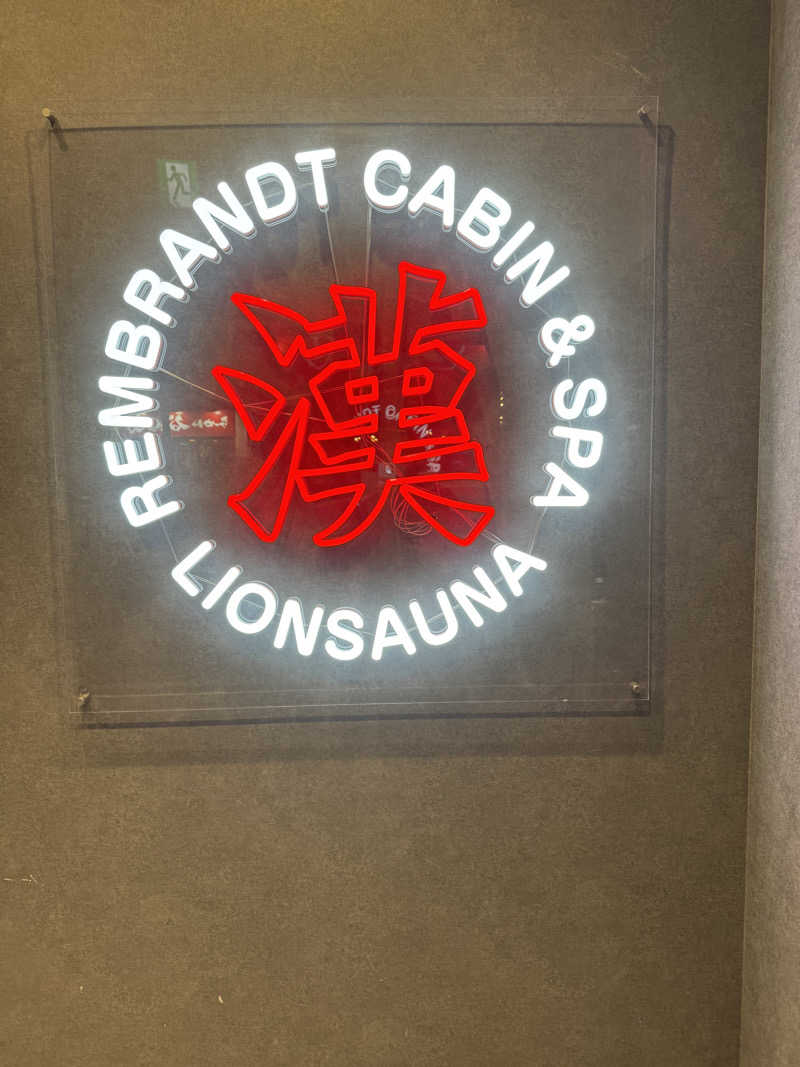 REMBRANDT CABIN & SPA
漢
LIONSAUNA